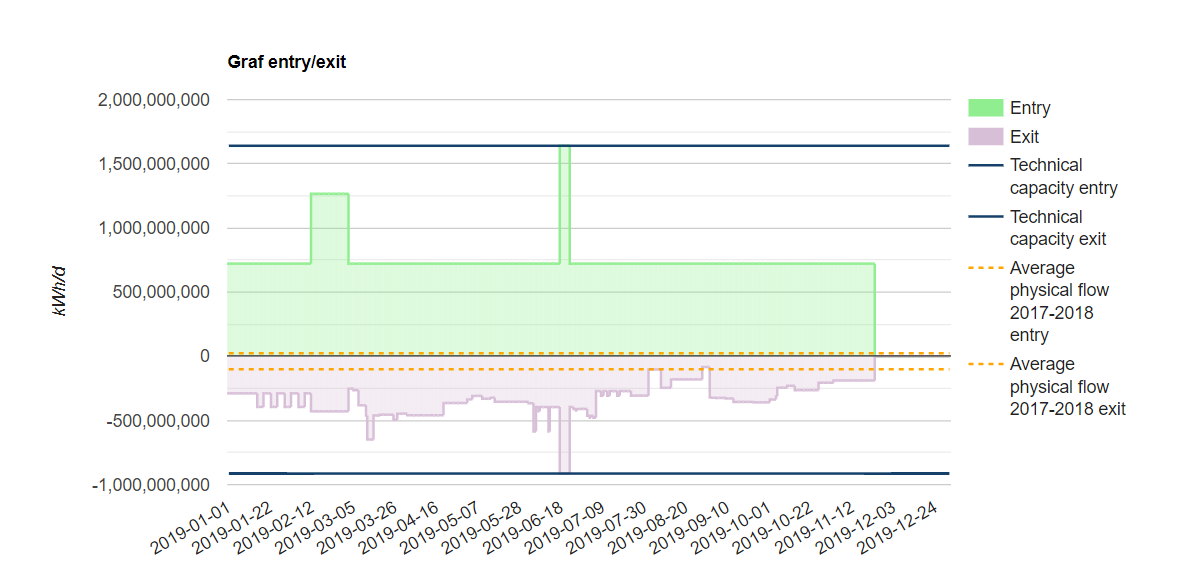 Graf entry/exit
kWh/d
2,000,000,000
1,500,000,000
1,000,000,000
500,000,000
0
-500,000,000
-1,000,000,000
2019-01-01
2019-01-22
2019-02-12
2019-03-05
2019-03-26
2019-04-16
2019-05-07
2019-05-28
2019-06-18
2019-07-09
2019-07-30
2019-08-20
2019-09-10
2019-10-01
2019-10-22
2019-11-12
2019-12-03
2019-12-24
Entry
Exit
Technical
capacity entry
Technical
capacity exit
Average
physical flow
2017-2018
entry
Average
physical flow
2017-2018 exit